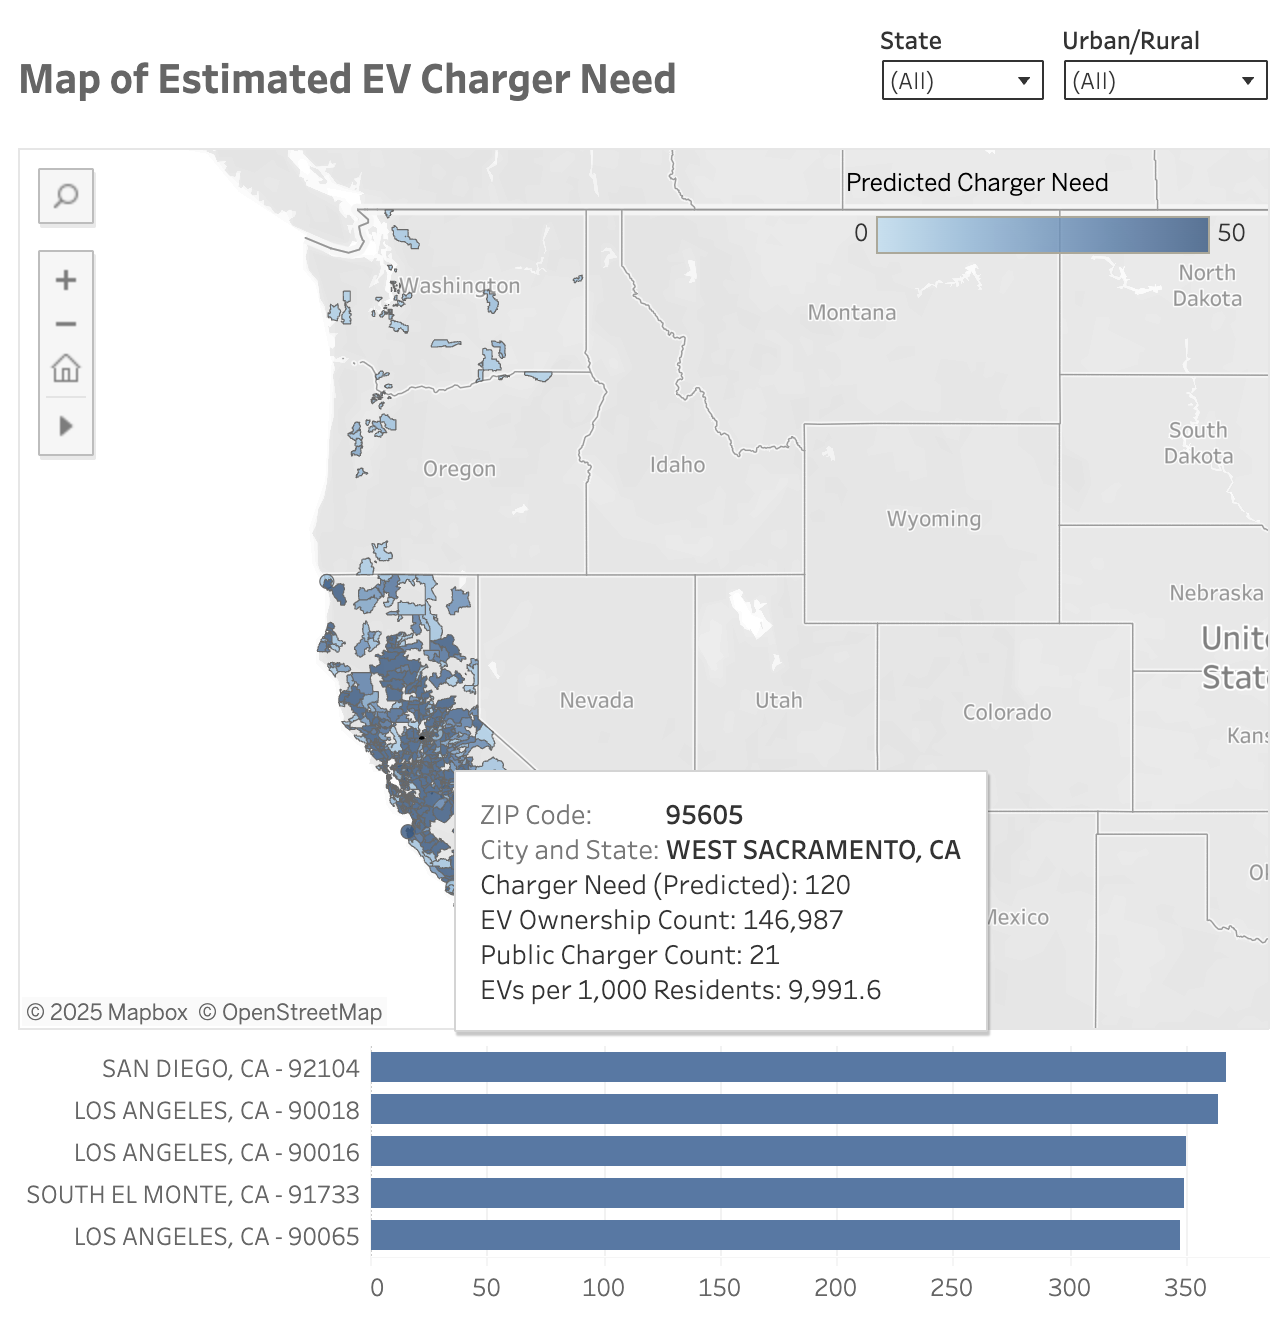 State
Urban/Rural
Map of Estimated EV Charger Need
(All)
(All)
Predicted Charger Need
0
50
Washington
North
Dakota
Montana
South
Dakota
Oregon
Idaho
Wyoming
Nebraska
Unite
State
Nevada
Utah
Colorado
Kans
ZIP Code: 95605
City and State: WEST SACRAMENTO, CA
Charger Need (Predicted): 120
EV Ownership Count: 146,987
Public Charger Count: 21
EVs per 1,000 Residents: 9,991.6
Mexico
Ok
© 2025 Mapbox © OpenStreetMap
SAN DIEGO, CA - 92104
LOS ANGELES, CA - 90018
LOS ANGELES, CA - 90016
SOUTH EL MONTE, CA - 91733
LOS ANGELES, CA - 90065
0 50 100 150 200 250 300 350